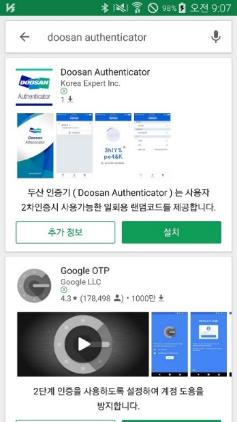 98% 오전 9:07
doosan authenticator
DOOSAN
Authenticator
Doosan Authenticator
Korea Expert Inc.
1
두산 인증기 ( Doosan Authenticator ) 는 사용자
2차인증시 사용가능한 일회용 랜덤코드를 제공합니다.
추가 정보
설치
Google OTP
Google LLC
4.3★ (178,498) • 1000만
2단계 인증을 사용하도록 설정하여 계정 도용을
방지합니다.